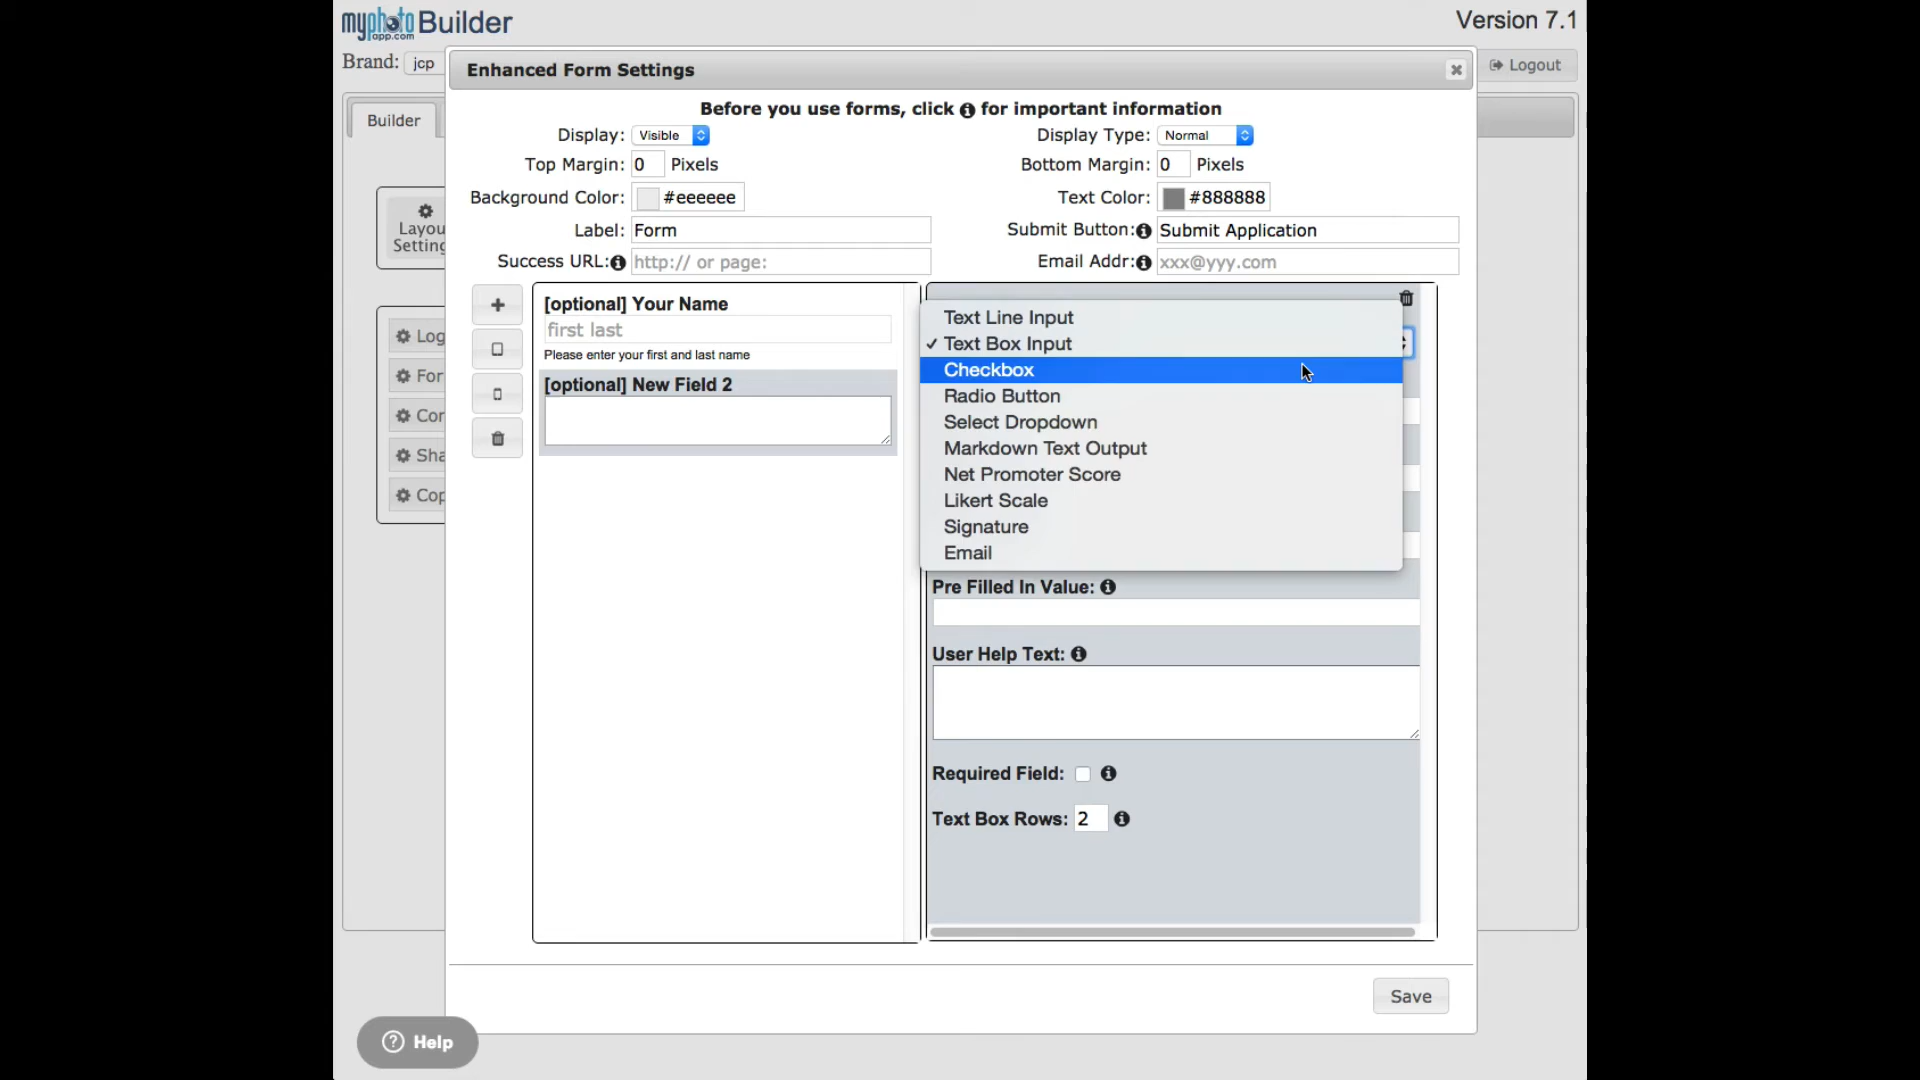 myphoto app.com Builder
Version 7.1
Brand: jcp
Logout
Enhanced Form Settings
Builder
Before you use forms, click for important information
Display: Visible
Display Type: Normal
Top Margin: 0 Pixels
Bottom Margin: 0 Pixels
Background Color: #eeeeee
Text Color: #888888
Label: Form
Submit Button: Submit Application
Success URL: http:// or page:
Email Addr: xxx@yyy.com
Layou
Setting
Log
For
Cor
Sha
Cop
[optional] Your Name
first last
Please enter your first and last name
[optional] New Field 2
Text Line Input
✓ Text Box Input
Checkbox
Radio Button
Select Dropdown
Markdown Text Output
Net Promoter Score
Likert Scale
Signature
Email
Pre Filled In Value:
User Help Text:
Required Field:
Text Box Rows: 2
Save
Help